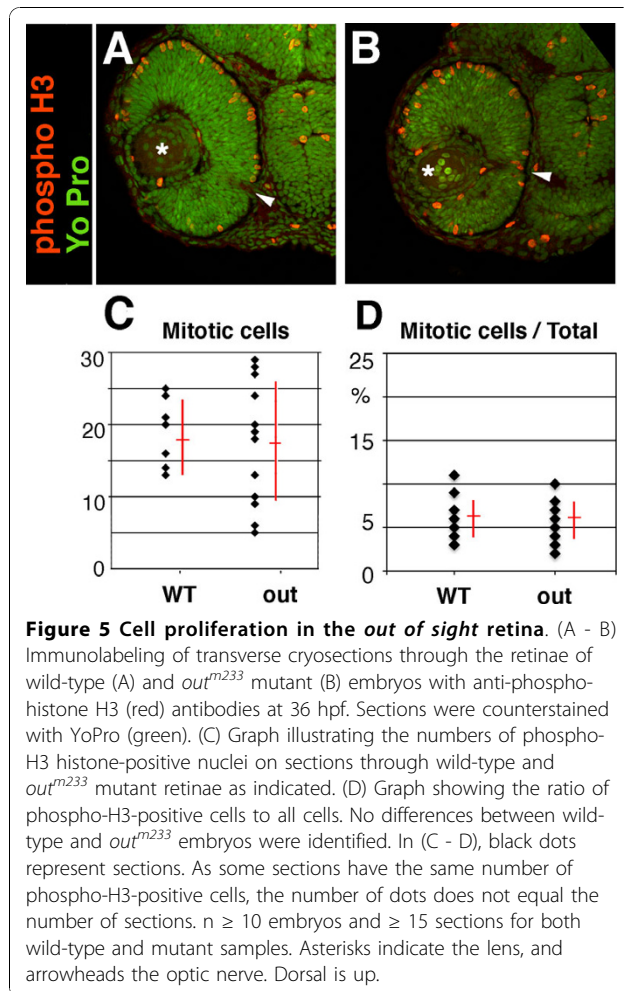 phospho H3
Yo Pro
A
B
C
Mitotic cells
30
20
10
0
WT
out
D
Mitotic cells / Total
25
%
15
5
0
WT
out
Figure 5 Cell proliferation in the out of sight retina. (A - B)
Immunolabeling of transverse cryosections through the retinae of
wild-type (A) and out^m233 mutant (B) embryos with anti-phospho-
histone H3 (red) antibodies at 36 hpf. Sections were counterstained
with YoPro (green). (C) Graph illustrating the numbers of phospho-
H3 histone-positive nuclei on sections through wild-type and
out^m233 mutant retinae as indicated. (D) Graph showing the ratio of
phospho-H3-positive cells to all cells. No differences between wild-
type and out^m233 embryos were identified. In (C - D), black dots
represent sections. As some sections have the same number of
phospho-H3-positive cells, the number of dots does not equal the
number of sections. n ≥ 10 embryos and ≥ 15 sections for both
wild-type and mutant samples. Asterisks indicate the lens, and
arrowheads the optic nerve. Dorsal is up.